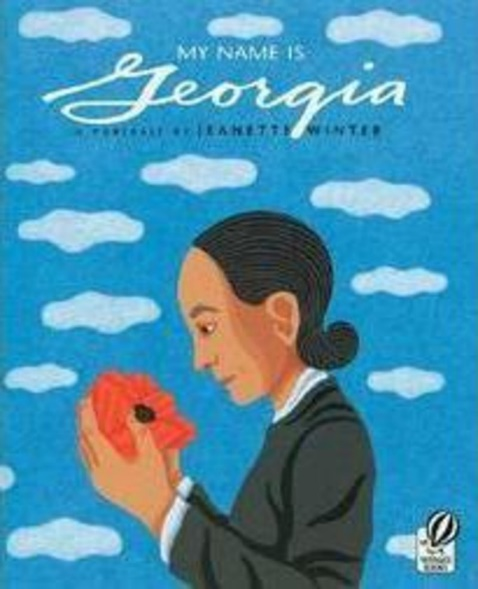 MY NAME IS
Georgia
A PORTRAIT BY JEANETTE WINTER